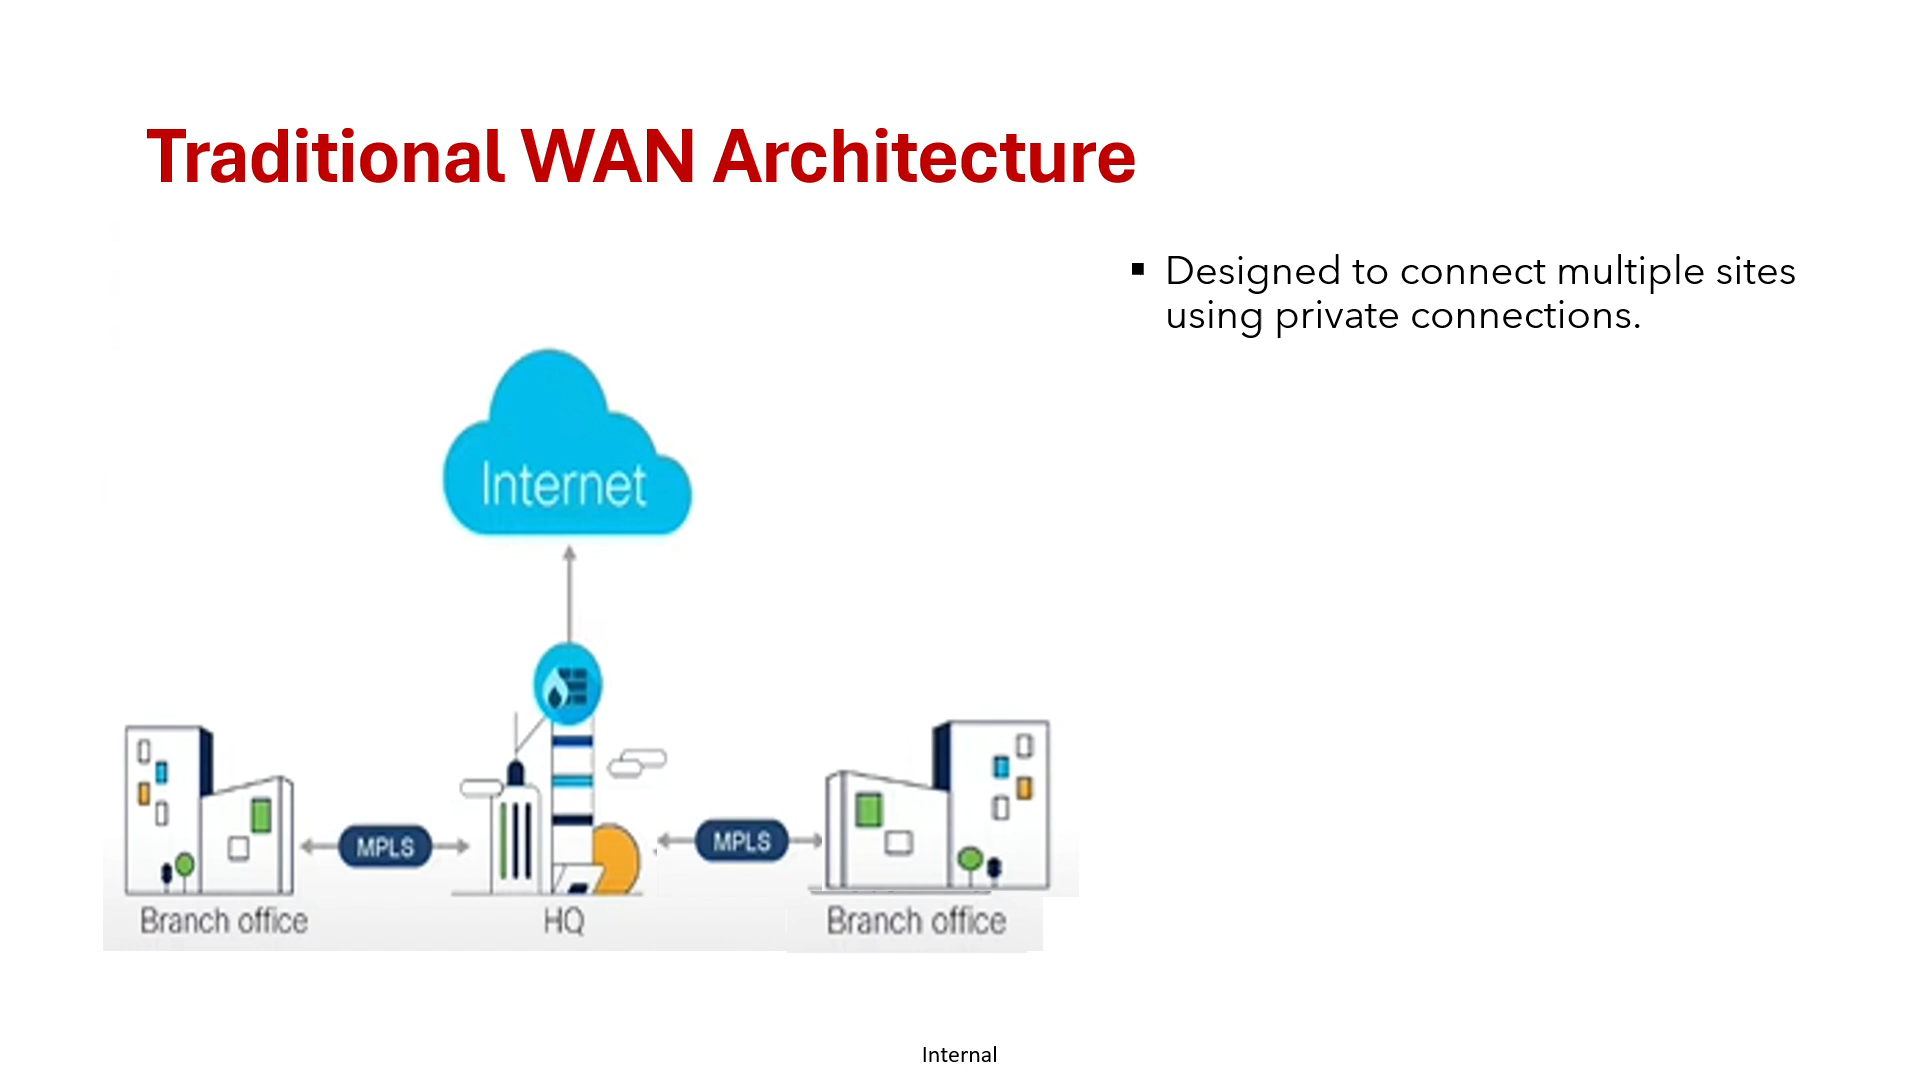 Traditional WAN Architecture
▪ Designed to connect multiple sites
using private connections.
Internet
MPLS
MPLS
Branch office
HQ
Branch office
Internal